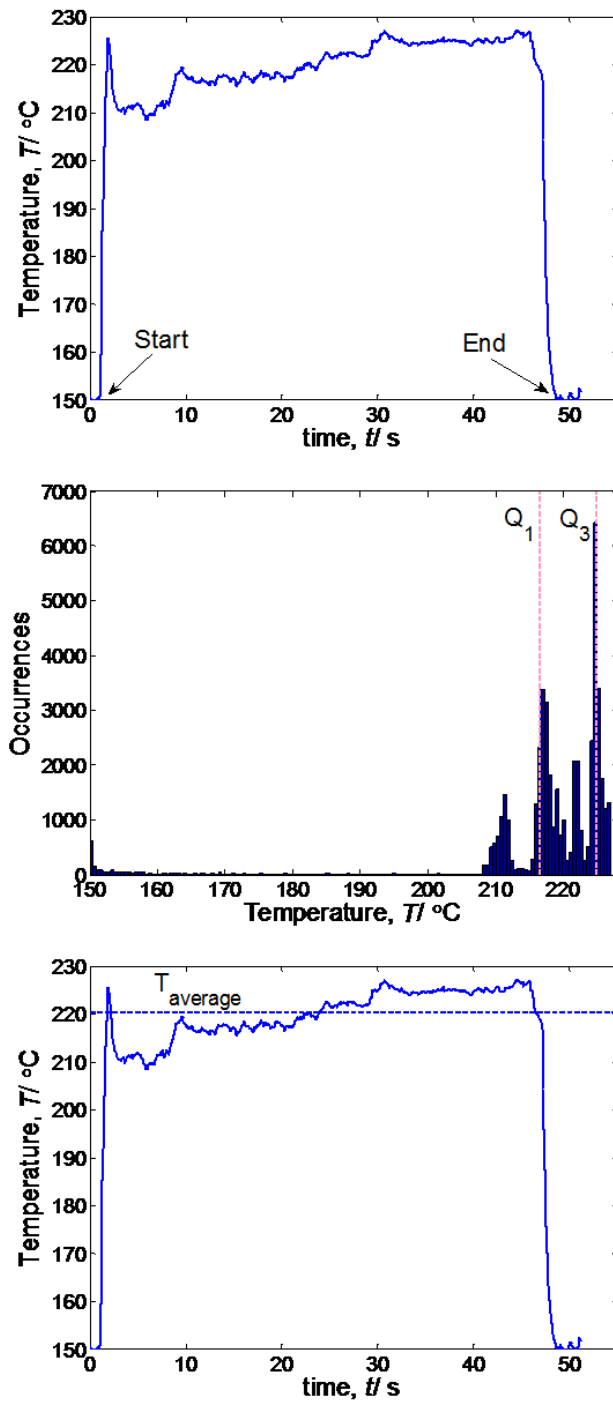 230
220
210
200
190
180
170
160
150
Temperature, T/ °C
Start
End
0 10 20 30 40 50
time, t/ s
7000
6000
5000
4000
3000
2000
1000
0
Occurrences
Q1 Q3
150 160 170 180 190 200 210 220
Temperature, T/ °C
230
220
210
200
190
180
170
160
150
Temperature, T/ °C
Taverage
0 10 20 30 40 50
time, t/ s